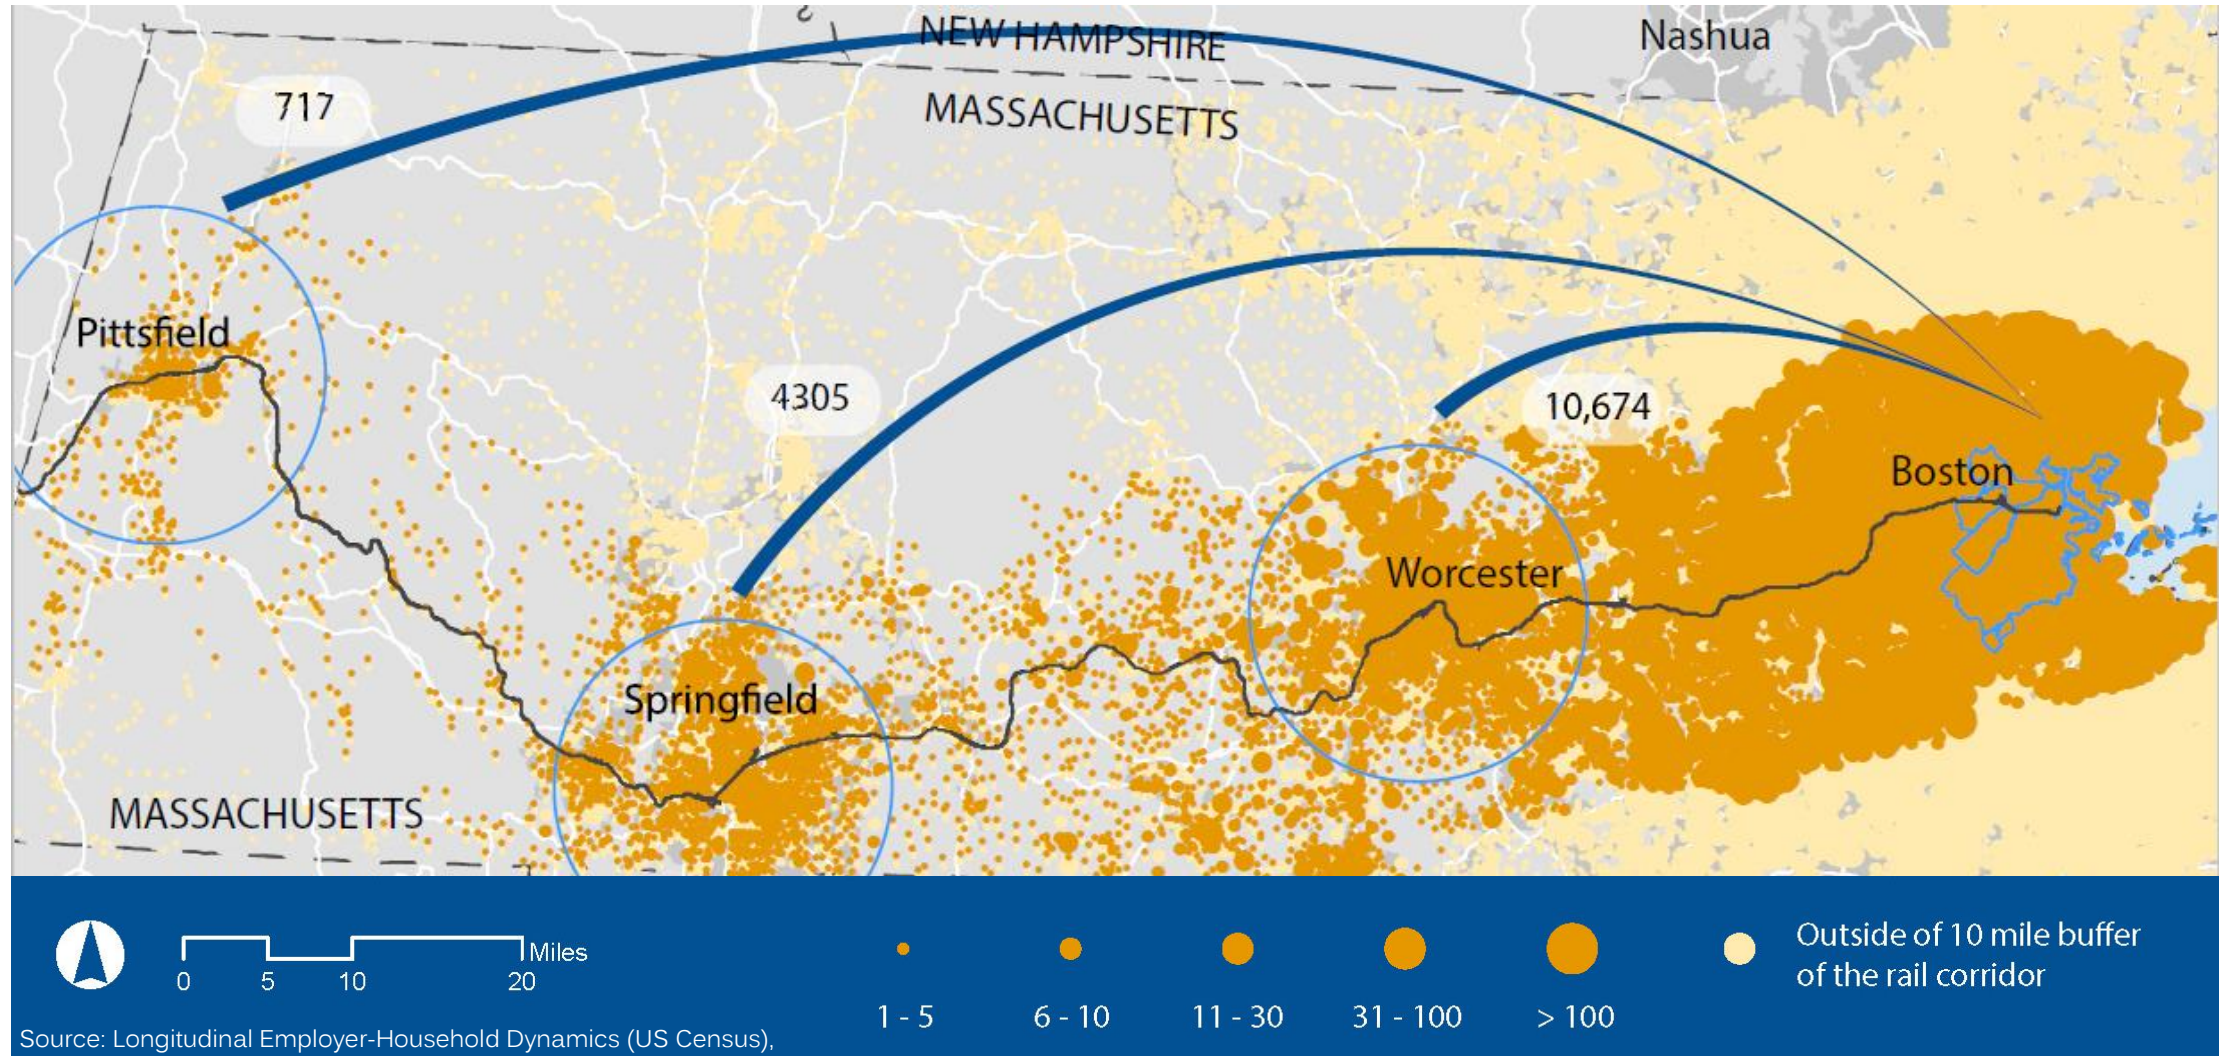 NEW HAMPSHIRE
Nashua
717
MASSACHUSETTS
Pittsfield
4305
10,674
Boston
Worcester
Springfield
MASSACHUSETTS
Miles
0 5 10 20
1 - 5
6 - 10
11 - 30
31 - 100
> 100
Outside of 10 mile buffer
of the rail corridor
Source: Longitudinal Employer-Household Dynamics (US Census),